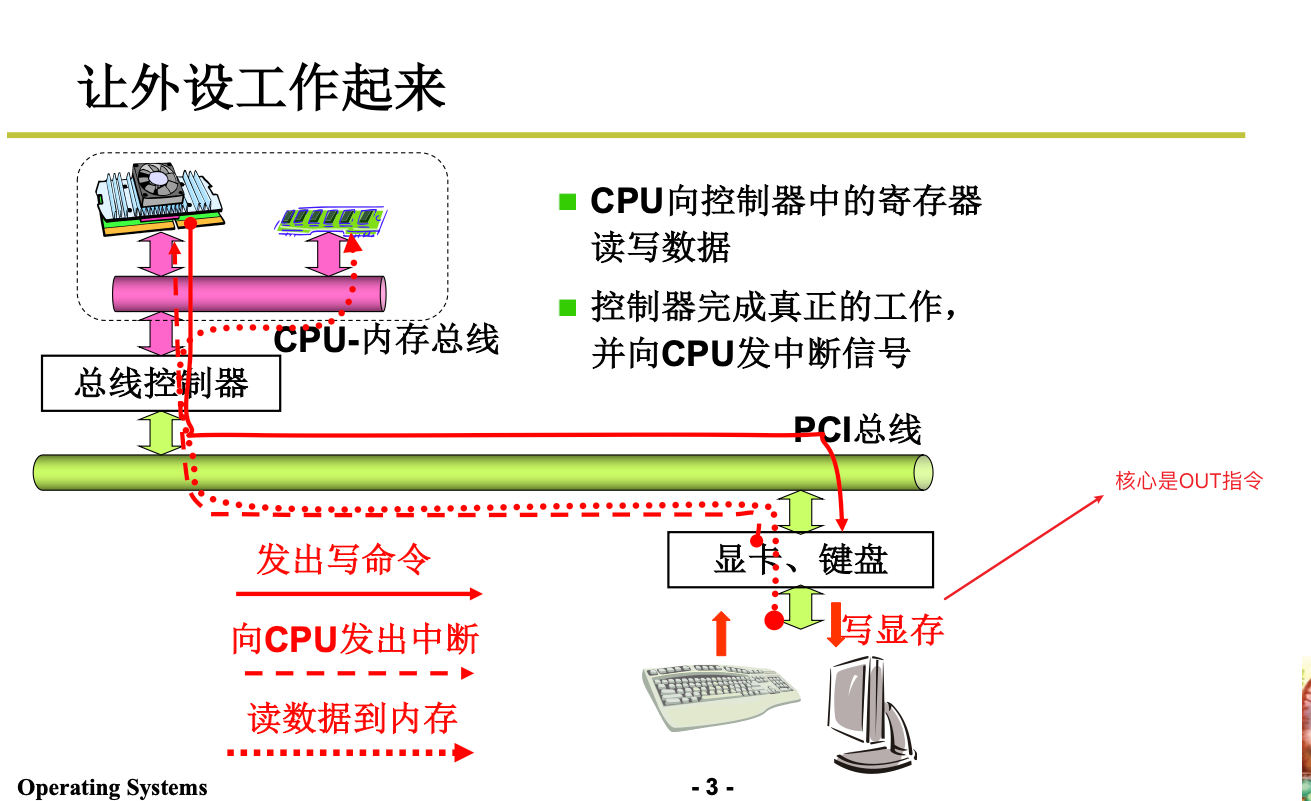 让外设工作起来
CPU向控制器中的寄存器
读写数据
控制器完成真正的工作，
并向CPU发中断信号
CPU-内存总线
总线控制器
PCI总线
核心是OUT指令
显卡、键盘
发出写命令
写显存
向CPU发出中断
读数据到内存
Operating Systems
- 3 -